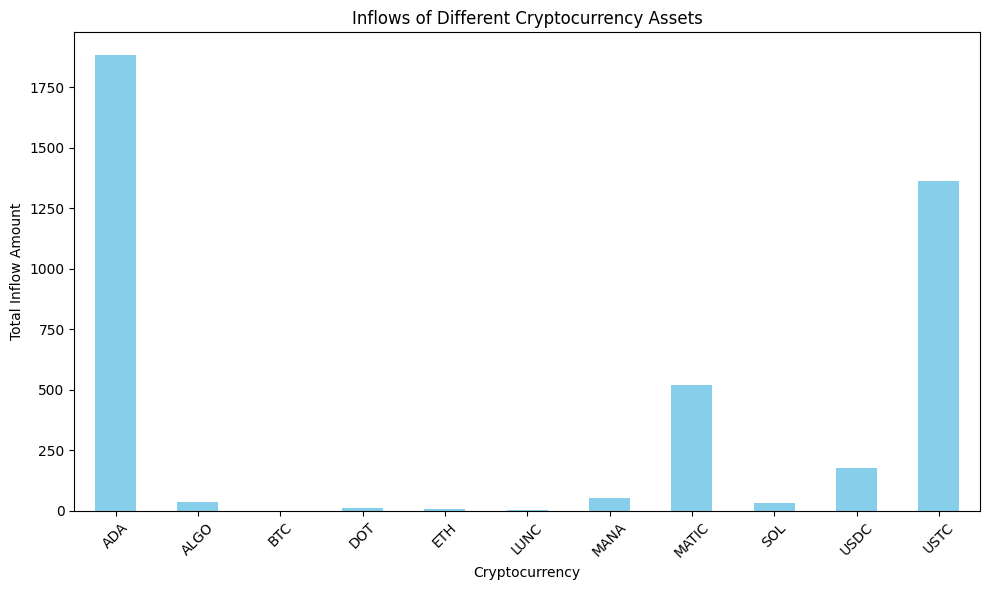 Inflows of Different Cryptocurrency Assets
Total Inflow Amount
1750
1500
1250
1000
750
500
250
0
ADA
ALGO
BTC
DOT
ETH
LUNC
MANA
MATIC
SOL
USDC
USTC
Cryptocurrency